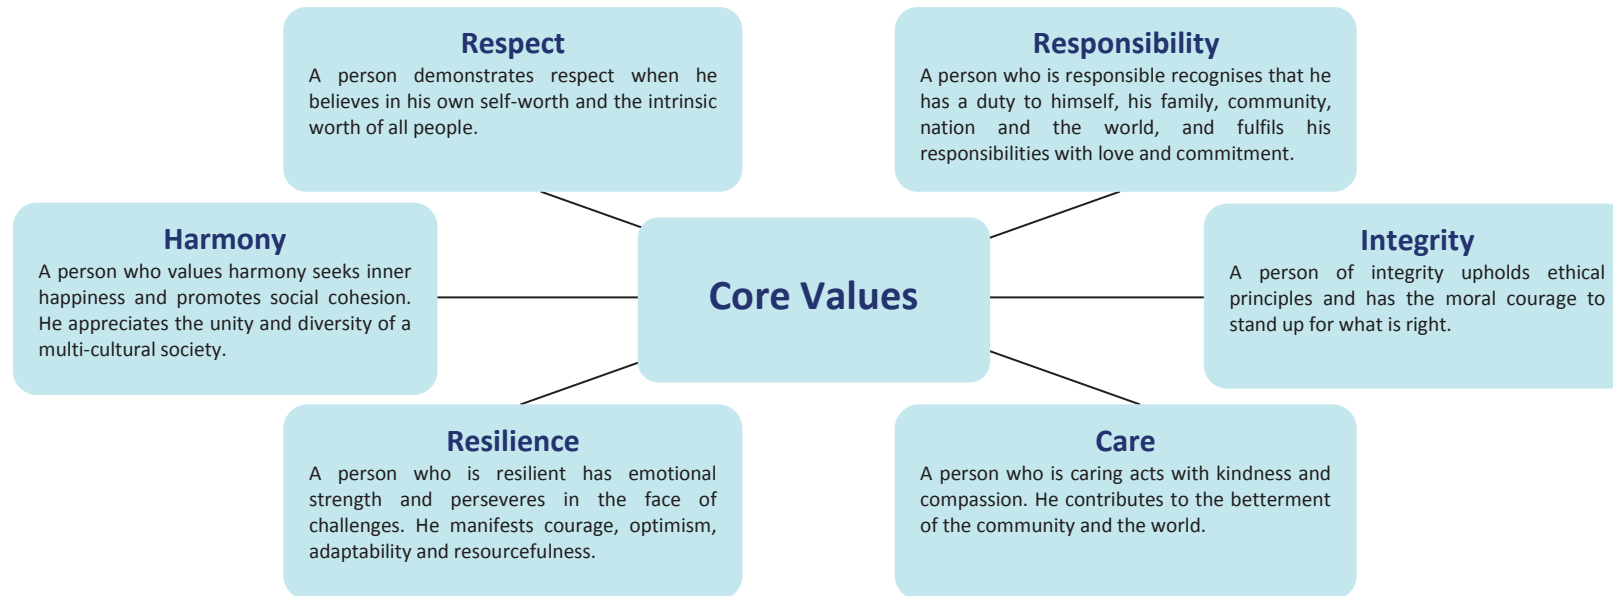 Respect
A person demonstrates respect when he
believes in his own self-worth and the intrinsic
worth of all people.
Responsibility
A person who is responsible recognises that he
has a duty to himself, his family, community,
nation and the world, and fulfils his
responsibilities with love and commitment.
Harmony
A person who values harmony seeks inner
happiness and promotes social cohesion.
He appreciates the unity and diversity of a
multi-cultural society.
Core Values
Integrity
A person of integrity upholds ethical
principles and has the moral courage to
stand up for what is right.
Resilience
A person who is resilient has emotional
strength and perseveres in the face of
challenges. He manifests courage, optimism,
adaptability and resourcefulness.
Care
A person who is caring acts with kindness and
compassion. He contributes to the betterment
of the community and the world.